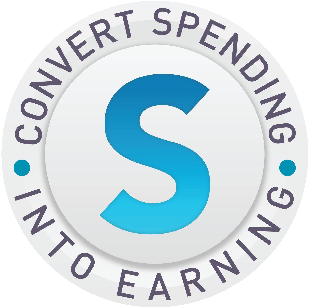 CONVERT SPENDING
S
INTO EARNING